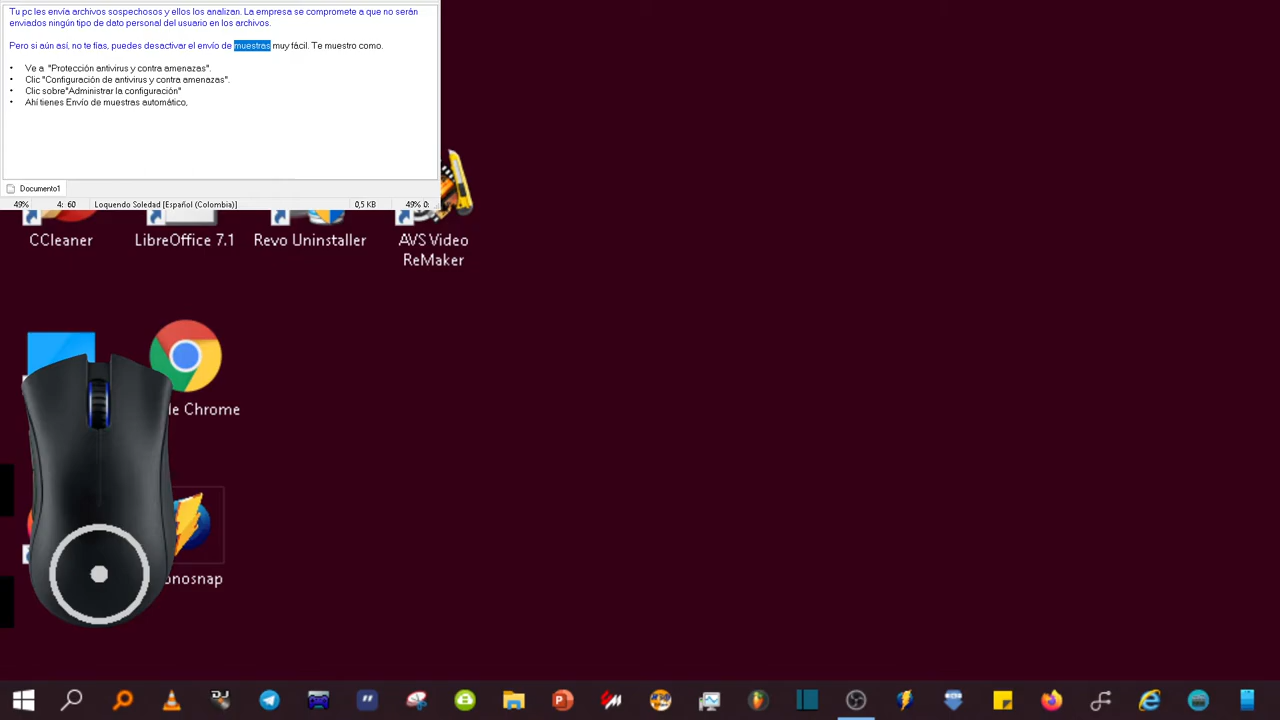 Tu pc les envía archivos sospechosos y ellos los analizan. La empresa se compromete a que no serán
enviados ningún tipo de dato personal del usuario en los archivos.
Pero si aún así, no te fías, puedes desactivar el envío de muestras muy fácil. Te muestro como.
• Ve a "Protección antivirus y contra amenazas".
• Clic "Configuración de antivirus y contra amenazas".
• Clic sobre"Administrar la configuración"
• Ahí tienes Envío de muestras automático,
Documento1
49% 4: 60 Loquendo Soledad [Español (Colombia)] 0,5 KB 49% 0:
CCleaner LibreOffice 7.1 Revo Uninstaller AVS Video
ReMaker
le Chrome
onosnap